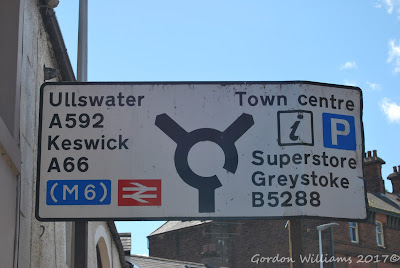 Ullswater
A592
Keswick
A66
(M6)
Town centre
i P
Superstore
Greystoke
B5288
Gordon Williams 2017©